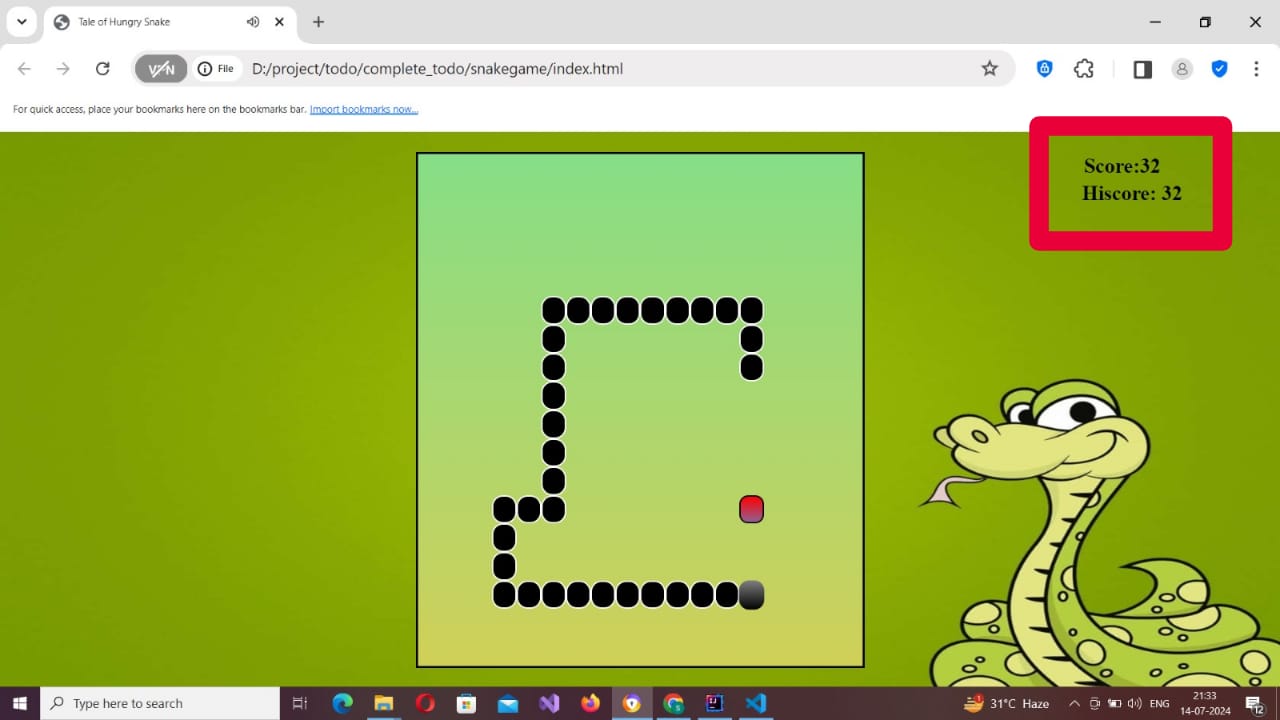 Tale of Hungry Snake
VPN
File
D:/project/todo/complete_todo/snakegame/index.html
For quick access, place your bookmarks here on the bookmarks bar. Import bookmarks now...
Score:32
Hiscore: 32
Type here to search
31°C Haze
ENG
21:33
14-07-2024
12